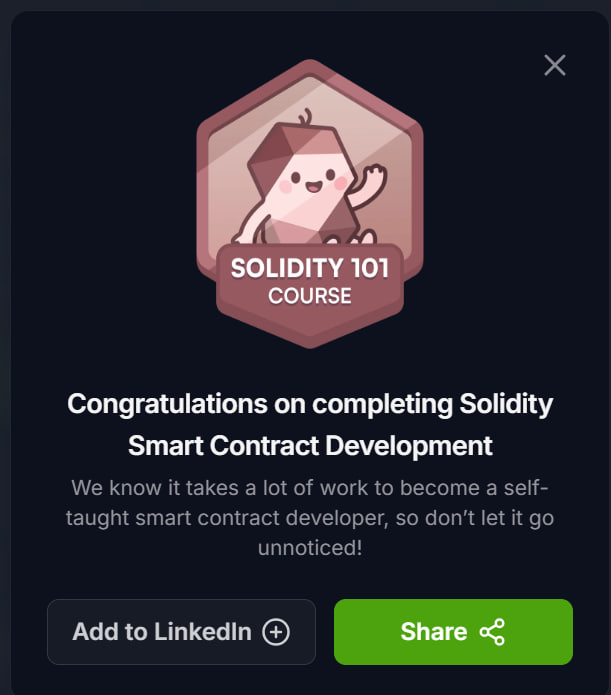 SOLIDITY 101
COURSE
Congratulations on completing Solidity
Smart Contract Development
We know it takes a lot of work to become a self-
taught smart contract developer, so don’t let it go
unnoticed!
Add to LinkedIn
Share